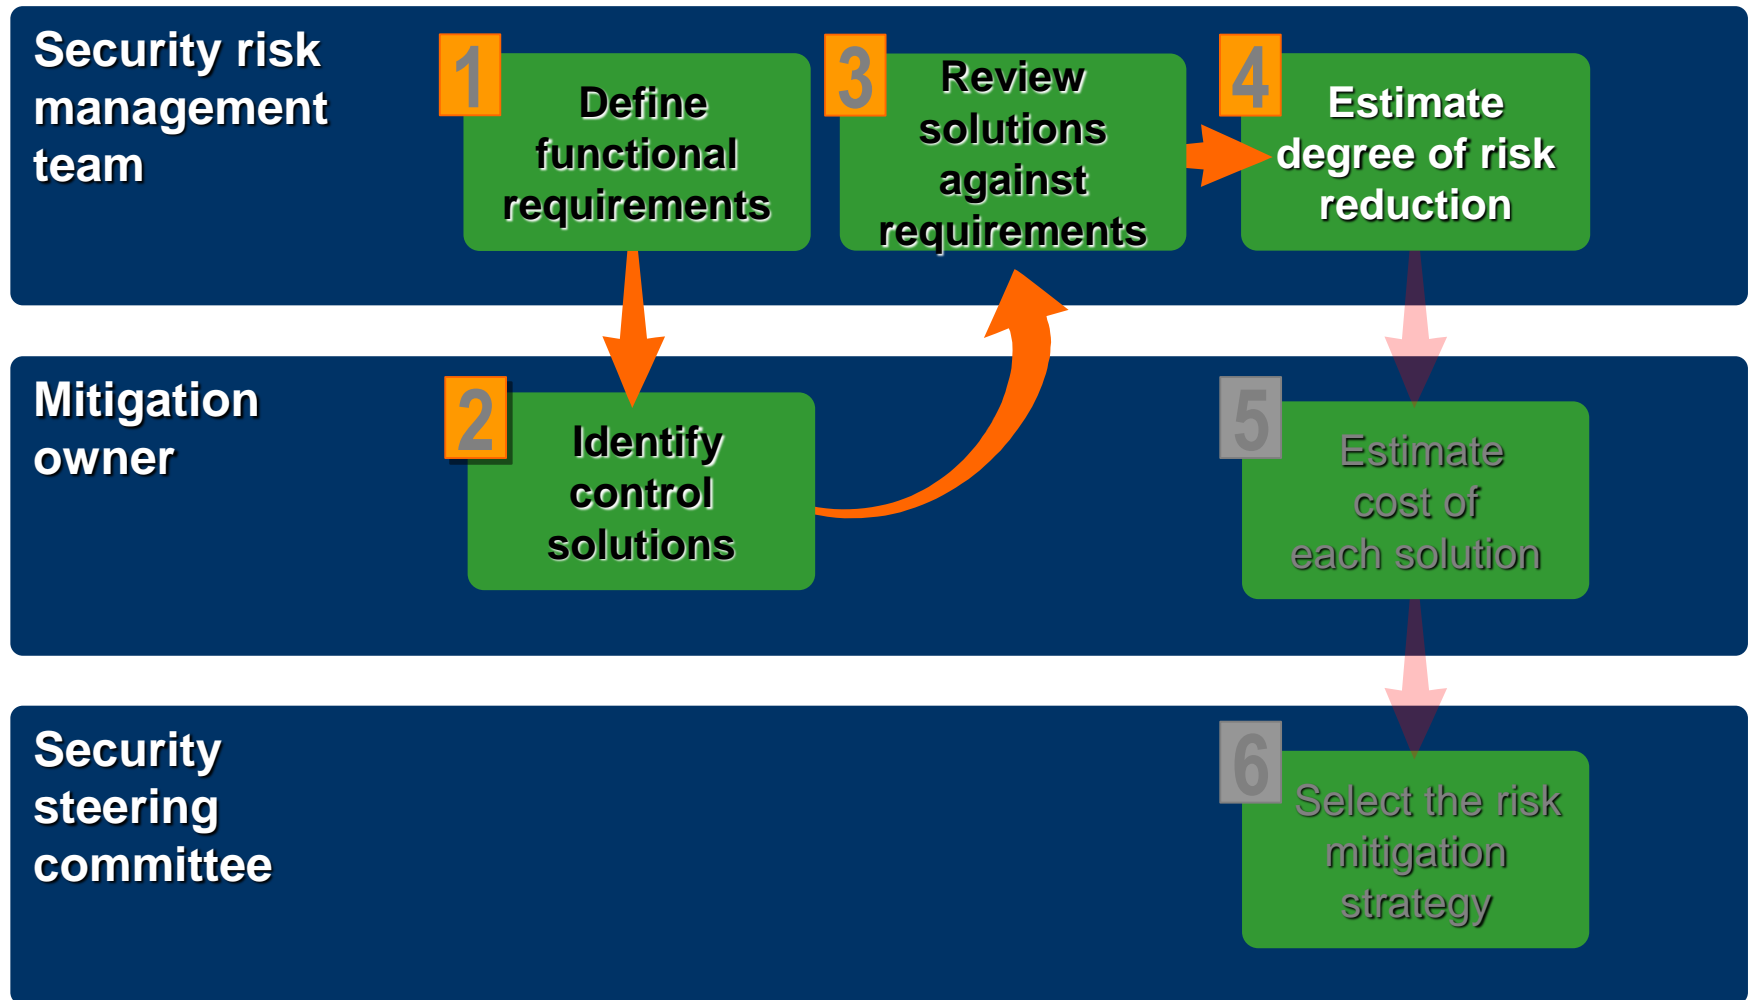 Security risk
management
team
1
Define
functional
requirements
3
Review
solutions
against
requirements
4
Estimate
degree of risk
reduction
Mitigation
owner
2
Identify
control
solutions
5
Estimate
cost of
each solution
Security
steering
committee
6
Select the risk
mitigation
strategy